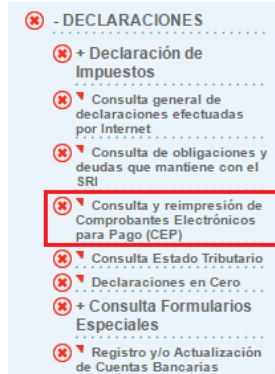 - DECLARACIONES
+ Declaración de
Impuestos
Consulta general de
declaraciones efectuadas
por Internet
Consulta de obligaciones y
deudas que mantiene con el
SRI
Consulta y reimpresión de
Comprobantes Electrónicos
para Pago (CEP)
Consulta Estado Tributario
Declaraciones en Cero
+ Consulta Formularios
Especiales
Registro y/o Actualización
de Cuentas Bancarias